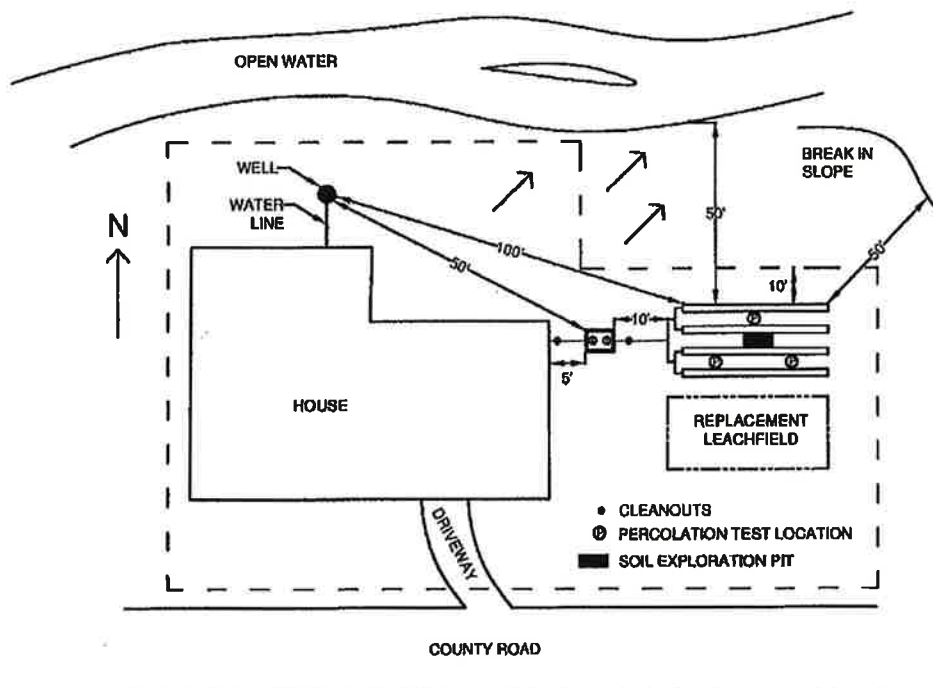 OPEN WATER
WELL
WATER
LINE
N
BREAK IN
SLOPE
50'
50'
100'
50'
10'
10'
5'
HOUSE
REPLACEMENT
LEACHFIELD
P
P
P
DRIVEWAY
CLEANOUTS
P PERCOLATION TEST LOCATION
SOIL EXPLORATION PIT
COUNTY ROAD